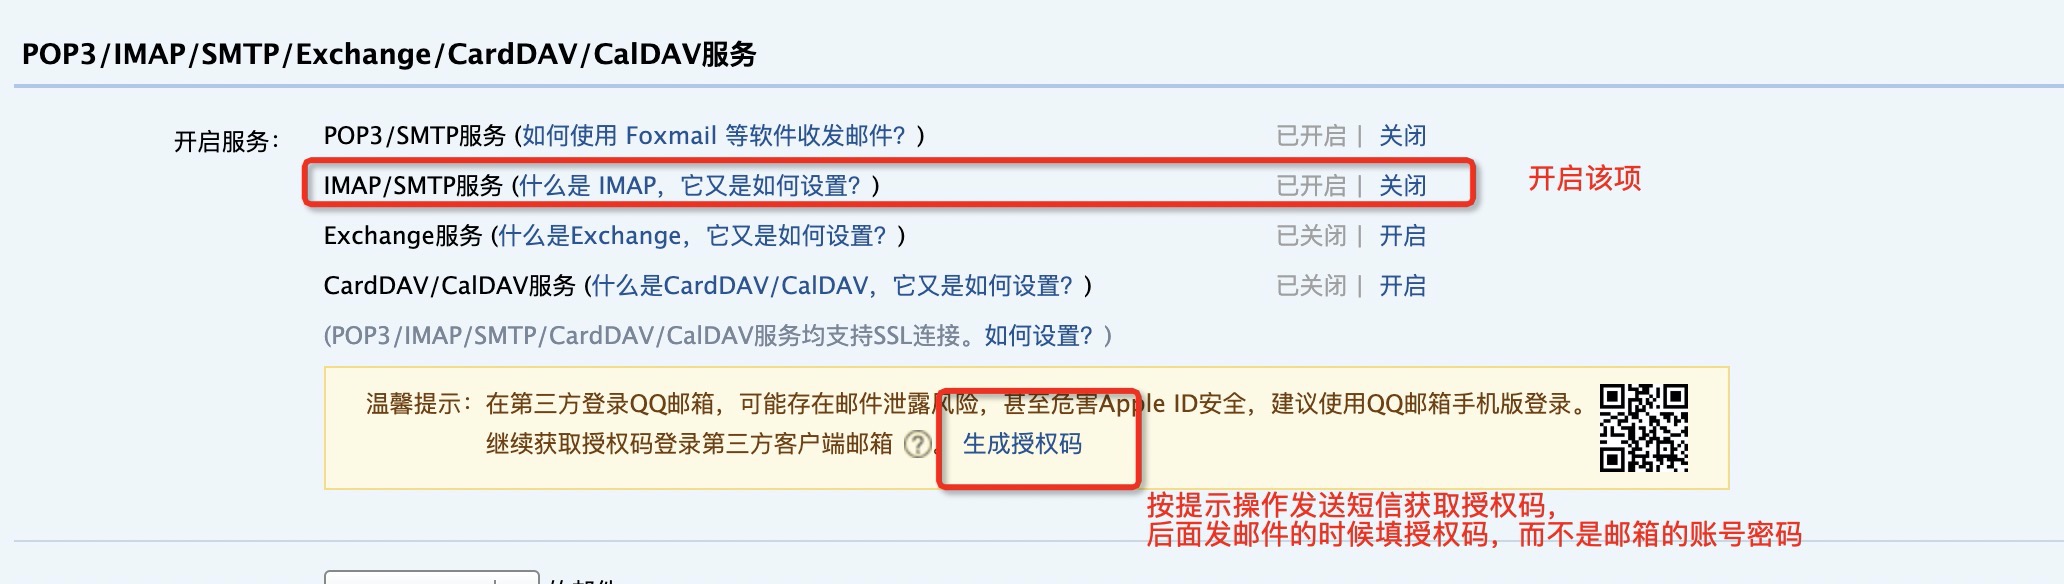 POP3/IMAP/SMTP/Exchange/CardDAV/CalDAV服务
开启服务： POP3/SMTP服务 (如何使用 Foxmail 等软件收发邮件？) 已开启 | 关闭
IMAP/SMTP服务 (什么是 IMAP，它又是如何设置？) 已开启 | 关闭 开启该项
Exchange服务 (什么是Exchange，它又是如何设置？) 已关闭 | 开启
CardDAV/CalDAV服务 (什么是CardDAV/CalDAV，它又是如何设置？) 已关闭 | 开启
(POP3/IMAP/SMTP/CardDAV/CalDAV服务均支持SSL连接。如何设置？)
温馨提示：在第三方登录QQ邮箱，可能存在邮件泄露风险，甚至危害Apple ID安全，建议使用QQ邮箱手机版登录。
继续获取授权码登录第三方客户端邮箱 ? 。 生成授权码
按提示操作发送短信获取授权码，
后面发邮件的时候填授权码，而不是邮箱的账号密码